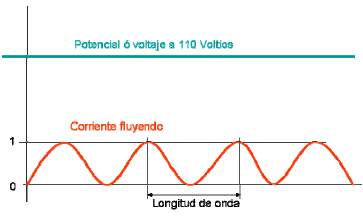 Potencial ó voltaje a 110 Voltios
Corriente fluyendo
1
0
Longitud de onda